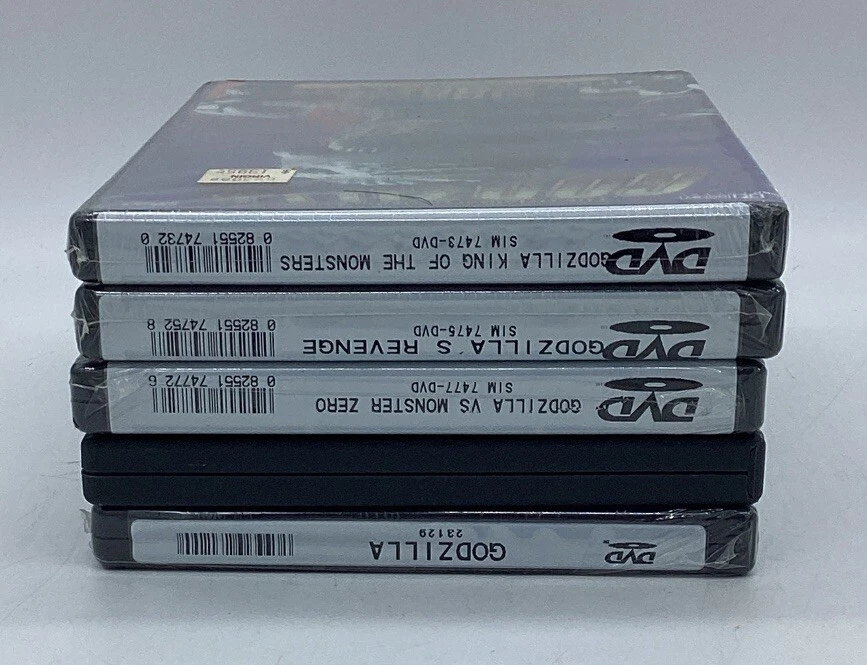 VIRGIN
DVD
GODZILLA KING OF THE MONSTERS
SIM 7473-DVD
0 82551 74732 0
DVD
GODZILLA'S REVENGE
SIM 7475-DVD
0 82551 74752 8
DVD
GODZILLA VS MONSTER ZERO
SIM 7477-DVD
0 82551 74772 6
DVD
GODZILLA
23129